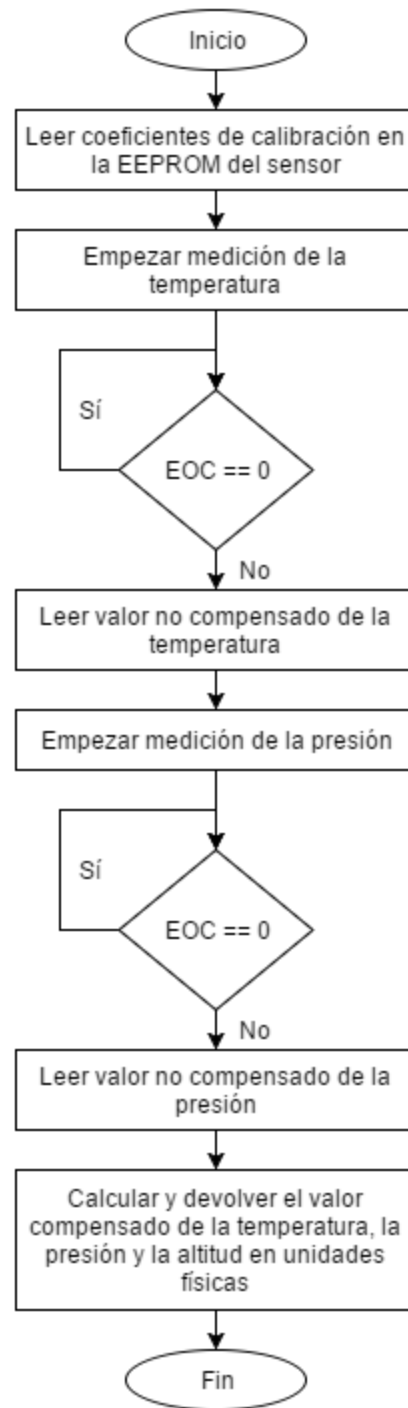 Inicio
Leer coeficientes de calibración en
la EEPROM del sensor
Empezar medición de la
temperatura
Sí
EOC == 0
No
Leer valor no compensado de la
temperatura
Empezar medición de la presión
Sí
EOC == 0
No
Leer valor no compensado de la
presión
Calcular y devolver el valor
compensado de la temperatura, la
presión y la altitud en unidades
físicas
Fin